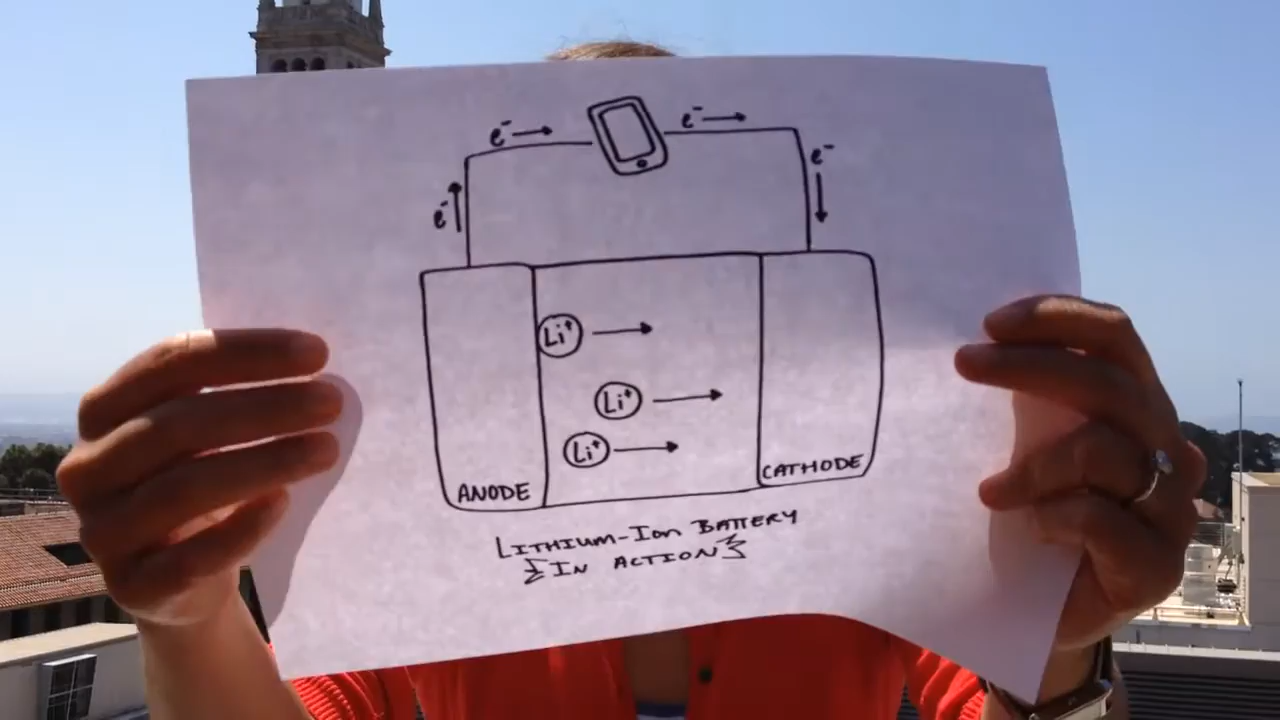 e⁻ → e⁻ →
e⁻ ↑ e⁻ ↓
Li⁺ →
Li⁺ →
Li⁺ →
ANODE CATHODE
LITHIUM-ION BATTERY
{IN ACTION}